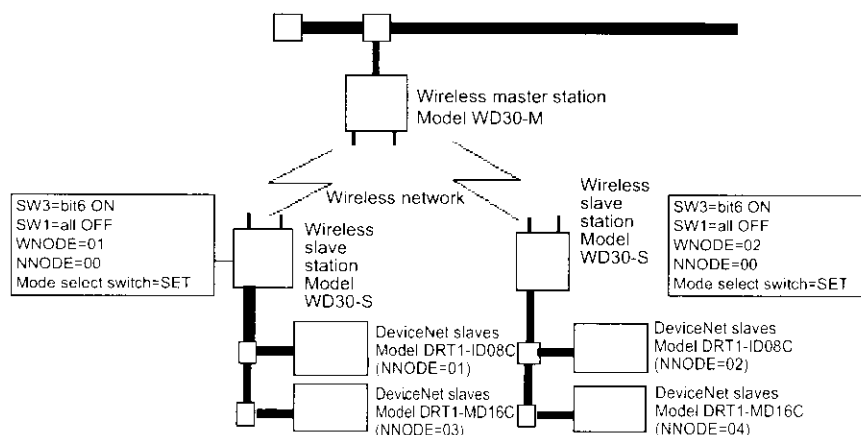 Wireless master station
Model WD30-M
Wireless network
SW3=bit6 ON
SW1=all OFF
WNODE=01
NNODE=00
Mode select switch=SET
Wireless
slave
station
Model
WD30-S
Wireless
slave
station
Model
WD30-S
SW3=bit6 ON
SW1=all OFF
WNODE=02
NNODE=00
Mode select switch=SET
DeviceNet slaves
Model DRT1-ID08C
(NNODE=01)
DeviceNet slaves
Model DRT1-MD16C
(NNODE=03)
DeviceNet slaves
Model DRT1-ID08C
(NNODE=02)
DeviceNet slaves
Model DRT1-MD16C
(NNODE=04)